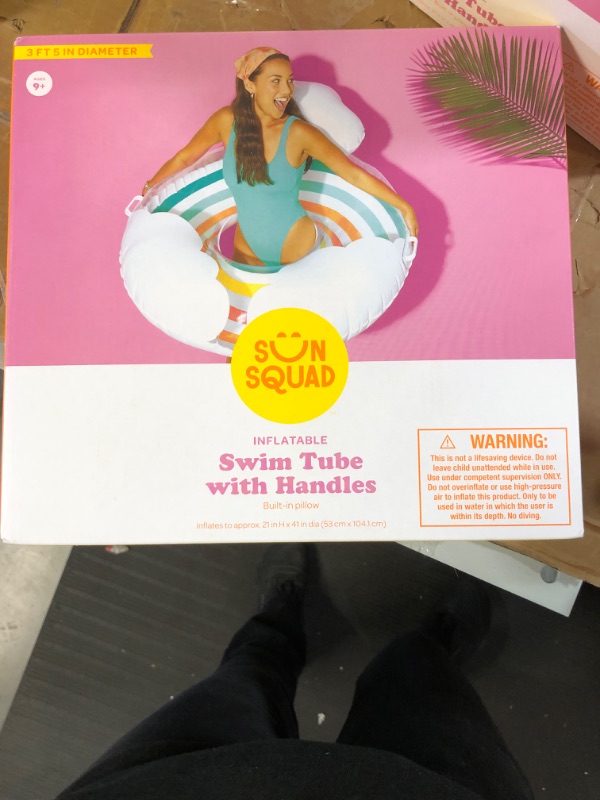 3 FT 5 IN DIAMETER
AGES
9+
SUN
SQUAD
INFLATABLE
Swim Tube
with Handles
Built-in pillow
Inflates to approx. 21 in H x 41 in dia (53 cm x 104.1 cm)
⚠ WARNING:
This is not a lifesaving device. Do not
leave child unattended while in use.
Use under competent supervision ONLY.
Do not overinflate or use high-pressure
air to inflate this product. Only to be
used in water in which the user is
within its depth. No diving.
Tube
Hand